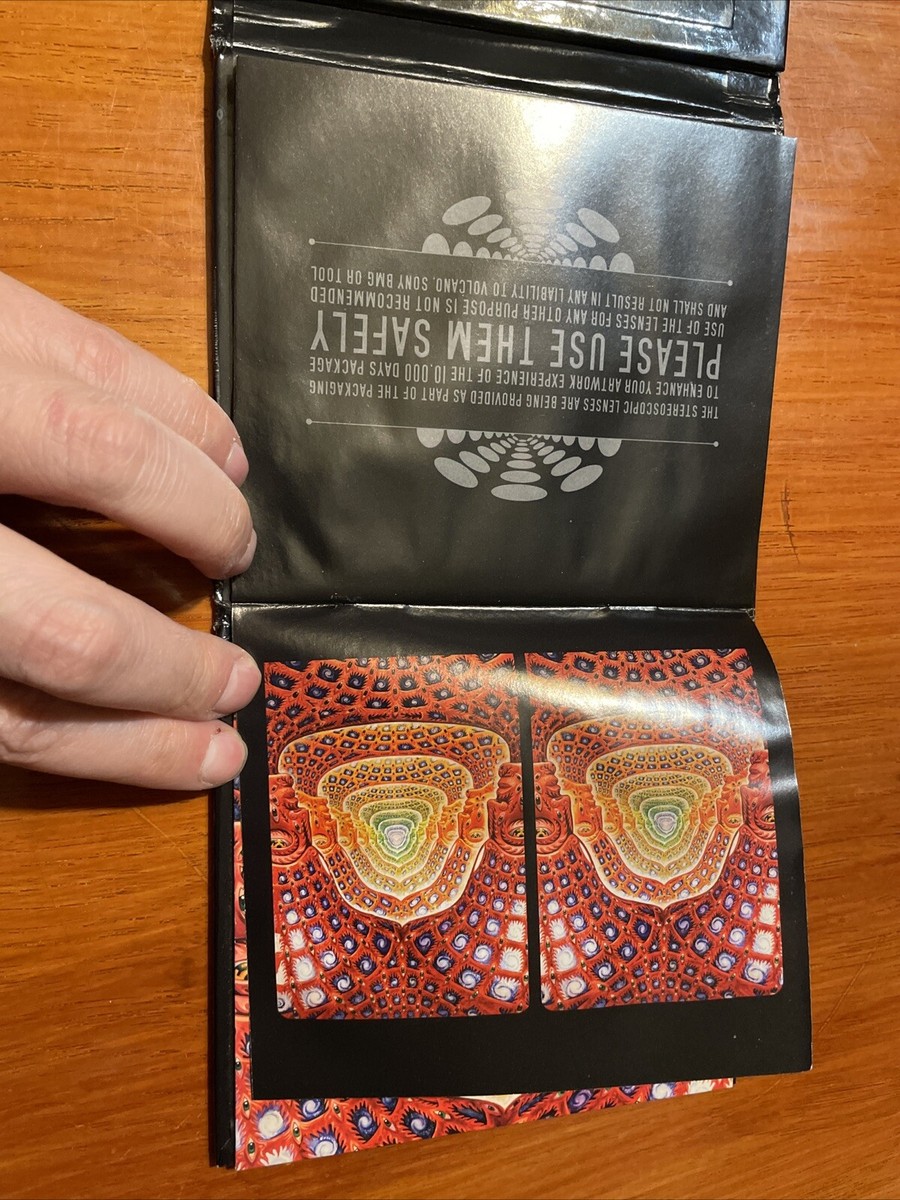 THE STEREOSCOPIC LENSES ARE BEING PROVIDED AS PART OF THE PACKAGING
TO ENHANCE YOUR ARTWORK EXPERIENCE OF THE 10,000 DAYS PACKAGE
PLEASE USE THEM SAFELY
USE OF THE LENSES FOR ANY OTHER PURPOSE IS NOT RECOMMENDED
AND SHALL NOT RESULT IN ANY LIABILITY TO VOLCANO, SONY BMG OR TOOL